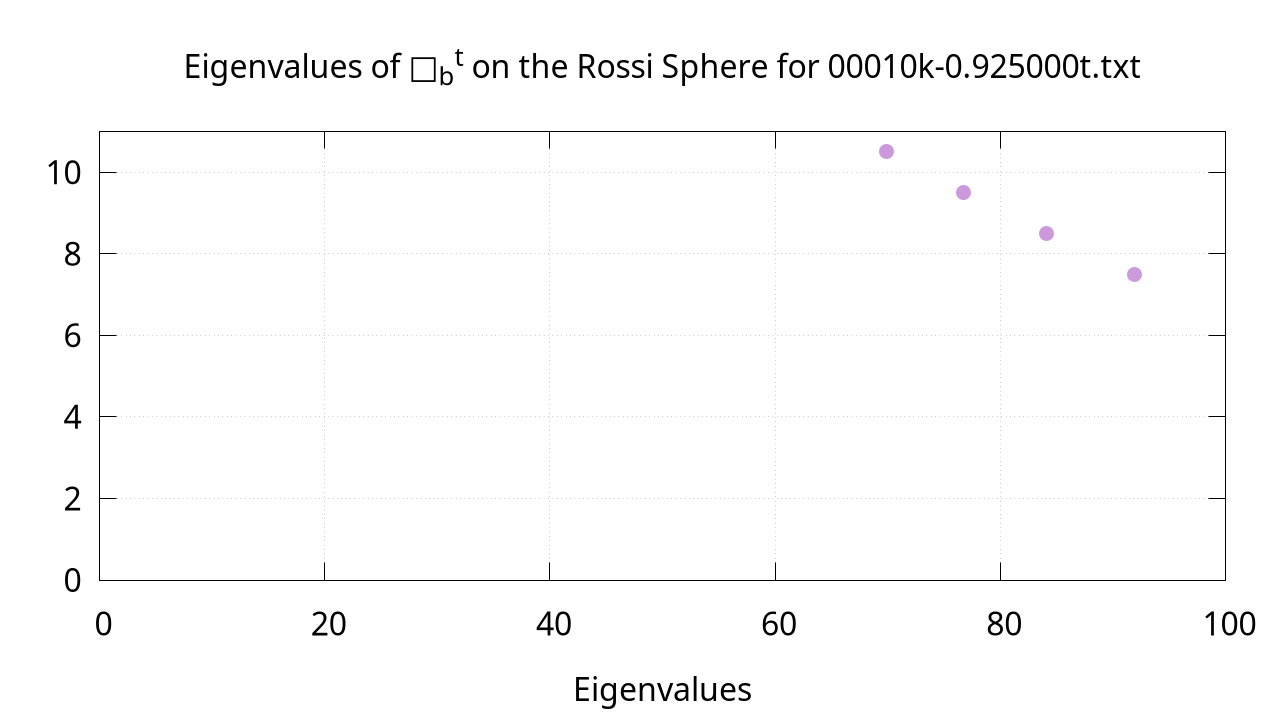 Eigenvalues of □_b^t on the Rossi Sphere for 00010k-0.925000t.txt
10
8
6
4
2
0
0 20 40 60 80 100
Eigenvalues